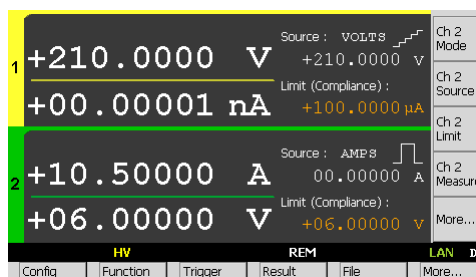 1
+210.0000 V
+00.00001 nA
Source : VOLTS
+210.0000 V
Limit (Compliance) :
+100.0000 µA
2
+10.50000 A
+06.00000 V
Source : AMPS
00.00000 A
Limit (Compliance) :
+06.00000 V
Ch 2
Mode
Ch 2
Source
Ch 2
Limit
Ch 2
Measur
More...
HV REM LAN
Config Function Trigger Result File More...